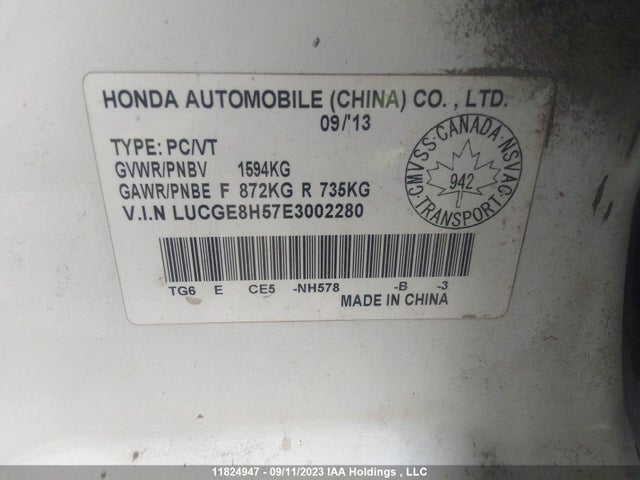 HONDA AUTOMOBILE (CHINA) CO. , LTD.
09/'13
TYPE: PC/VT
GVWR/PNBV 1594KG
GAWR/PNBE F 872KG R 735KG
V.I.N LUCGE8H57E3002280
CMVSS·CANADA·NSVAC
942
·TRANSPORT·
TG6 E CE5 -NH578 -B -3
MADE IN CHINA
11824947 - 09/11/2023 IAA Holdings , LLC